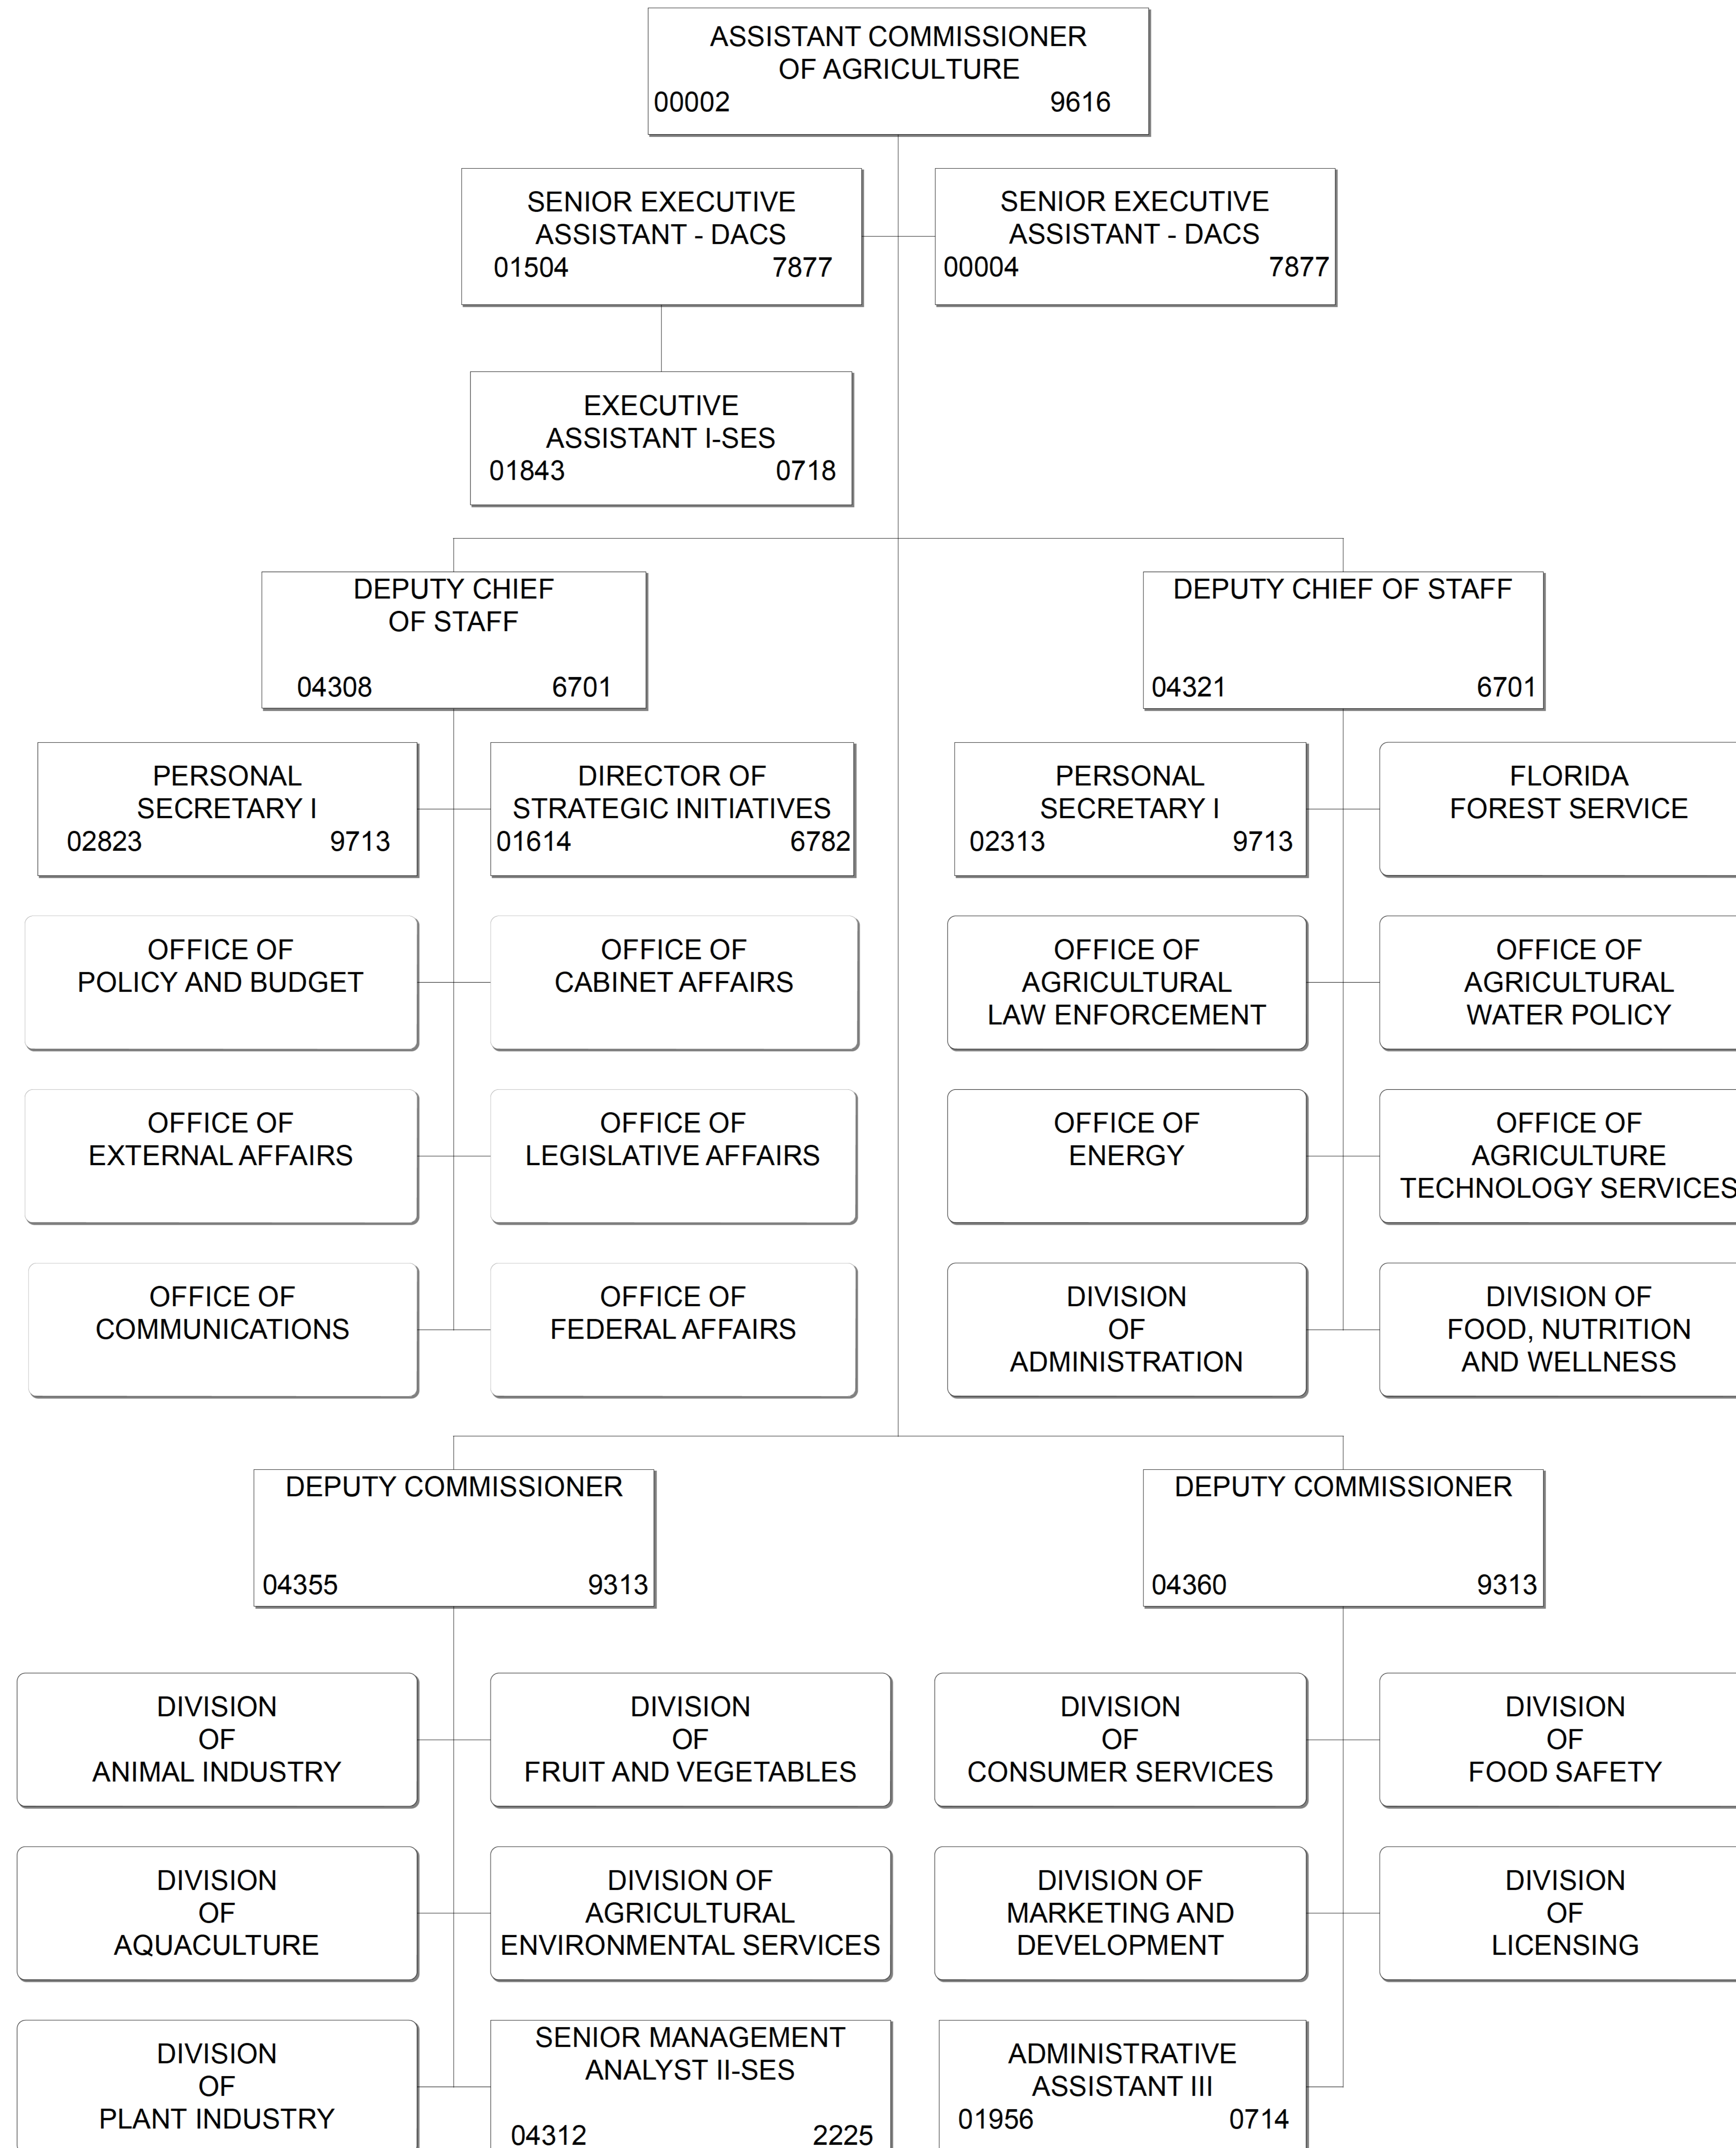 ASSISTANT COMMISSIONER
OF AGRICULTURE
00002 9616
SENIOR EXECUTIVE
ASSISTANT - DACS
01504 7877
SENIOR EXECUTIVE
ASSISTANT - DACS
00004 7877
EXECUTIVE
ASSISTANT I-SES
01843 0718
DEPUTY CHIEF
OF STAFF
04308 6701
DEPUTY CHIEF OF STAFF
04321 6701
PERSONAL
SECRETARY I
02823 9713
DIRECTOR OF
STRATEGIC INITIATIVES
01614 6782
PERSONAL
SECRETARY I
02313 9713
FLORIDA
FOREST SERVICE
OFFICE OF
POLICY AND BUDGET
OFFICE OF
CABINET AFFAIRS
OFFICE OF
AGRICULTURAL
LAW ENFORCEMENT
OFFICE OF
AGRICULTURAL
WATER POLICY
OFFICE OF
EXTERNAL AFFAIRS
OFFICE OF
LEGISLATIVE AFFAIRS
OFFICE OF
ENERGY
OFFICE OF
AGRICULTURE
TECHNOLOGY SERVICES
OFFICE OF
COMMUNICATIONS
OFFICE OF
FEDERAL AFFAIRS
DIVISION
OF
ADMINISTRATION
DIVISION OF
FOOD, NUTRITION
AND WELLNESS
DEPUTY COMMISSIONER
04355 9313
DEPUTY COMMISSIONER
04360 9313
DIVISION
OF
ANIMAL INDUSTRY
DIVISION
OF
FRUIT AND VEGETABLES
DIVISION
OF
CONSUMER SERVICES
DIVISION
OF
FOOD SAFETY
DIVISION
OF
AQUACULTURE
DIVISION OF
AGRICULTURAL
ENVIRONMENTAL SERVICES
DIVISION OF
MARKETING AND
DEVELOPMENT
DIVISION
OF
LICENSING
DIVISION
OF
PLANT INDUSTRY
SENIOR MANAGEMENT
ANALYST II-SES
04312 2225
ADMINISTRATIVE
ASSISTANT III
01956 0714